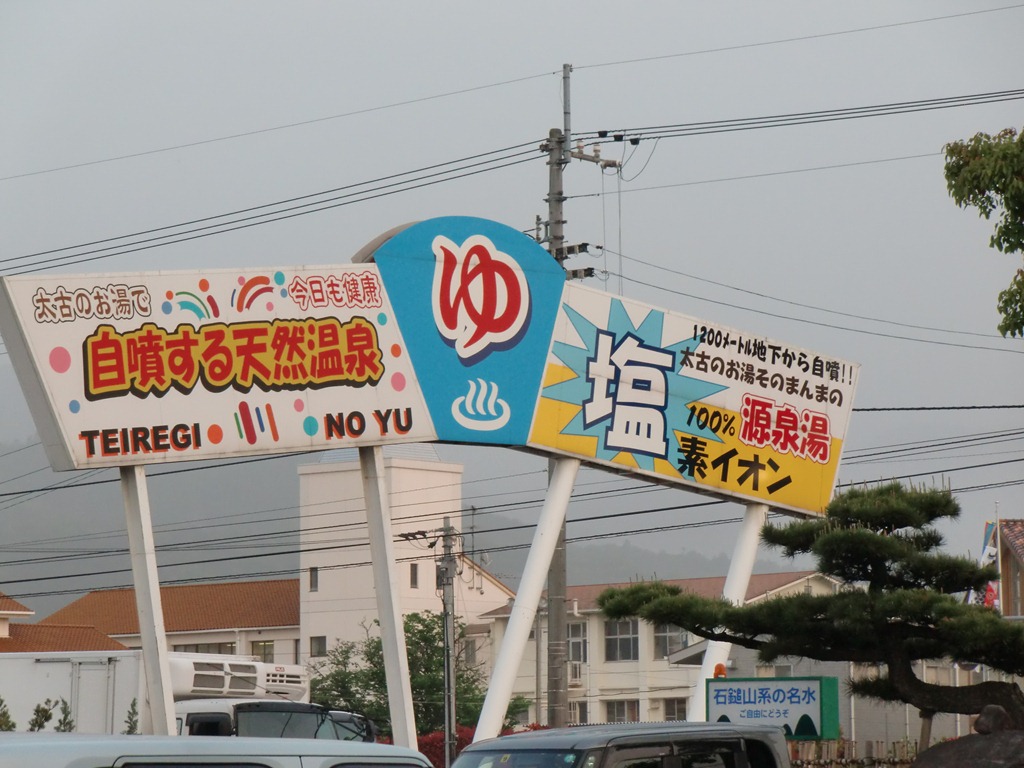 太古のお湯で
今日も健康
自噴する天然温泉
TEIREGI NO YU
ゆ
1200メートル地下から自噴!!
太古のお湯そのまんまの
塩
100% 源泉湯
素イオン
石鎚山系の名水
ご自由にどうぞ